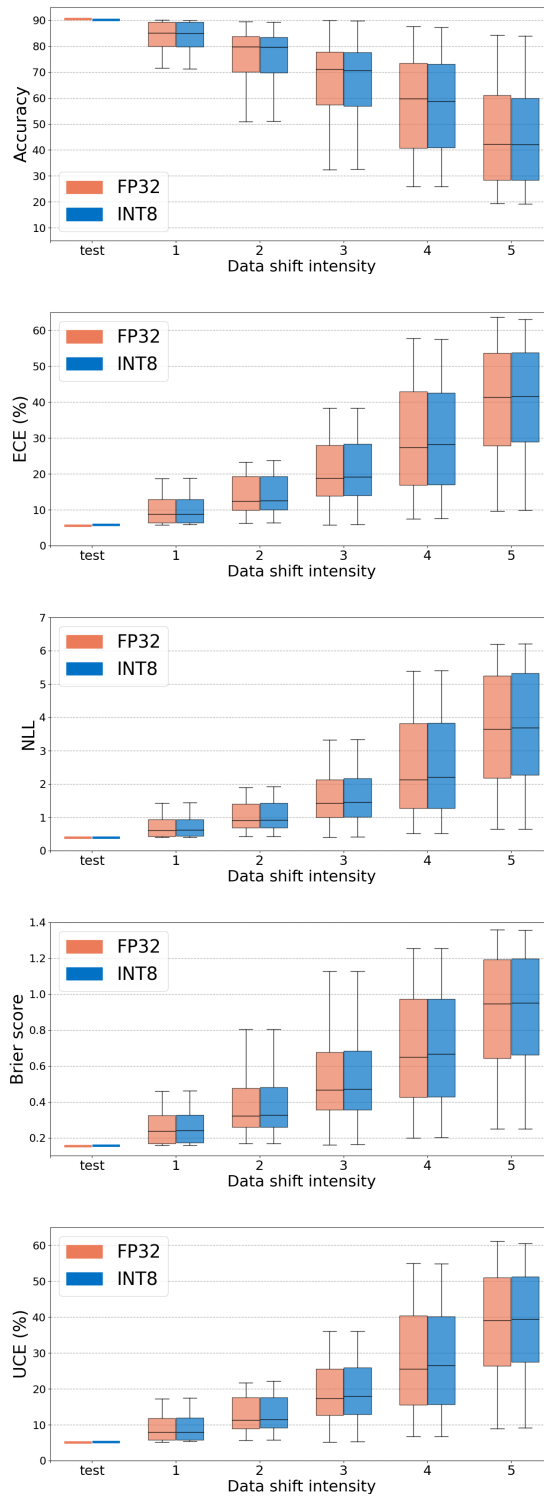 90
80
70
60
50
40
30
20
10
Accuracy
FP32
INT8
test 1 2 3 4 5
Data shift intensity
60
50
40
30
20
10
0
ECE (%)
FP32
INT8
test 1 2 3 4 5
Data shift intensity
7
6
5
4
3
2
1
0
NLL
FP32
INT8
test 1 2 3 4 5
Data shift intensity
1.4
1.2
1.0
0.8
0.6
0.4
0.2
Brier score
FP32
INT8
test 1 2 3 4 5
Data shift intensity
60
50
40
30
20
10
0
UCE (%)
FP32
INT8
test 1 2 3 4 5
Data shift intensity